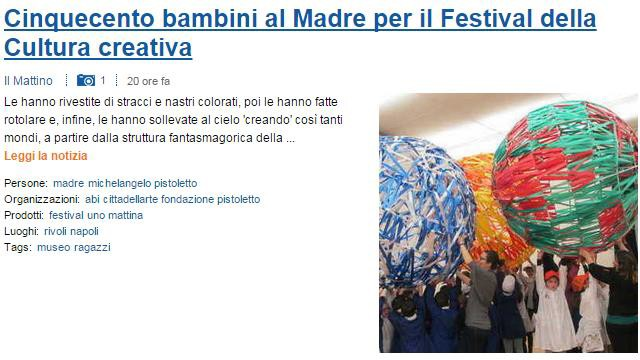 Cinquecento bambini al Madre per il Festival della
Cultura creativa
Il Mattino 1 20 ore fa
Le hanno rivestite di stracci e nastri colorati, poi le hanno fatte
rotolare e, infine, le hanno sollevate al cielo 'creando' così tanti
mondi, a partire dalla struttura fantasmagorica della ...
Leggi la notizia
Persone: madre michelangelo pistoletto
Organizzazioni: abi cittadellarte fondazione pistoletto
Prodotti: festival uno mattina
Luoghi: rivoli napoli
Tags: museo ragazzi